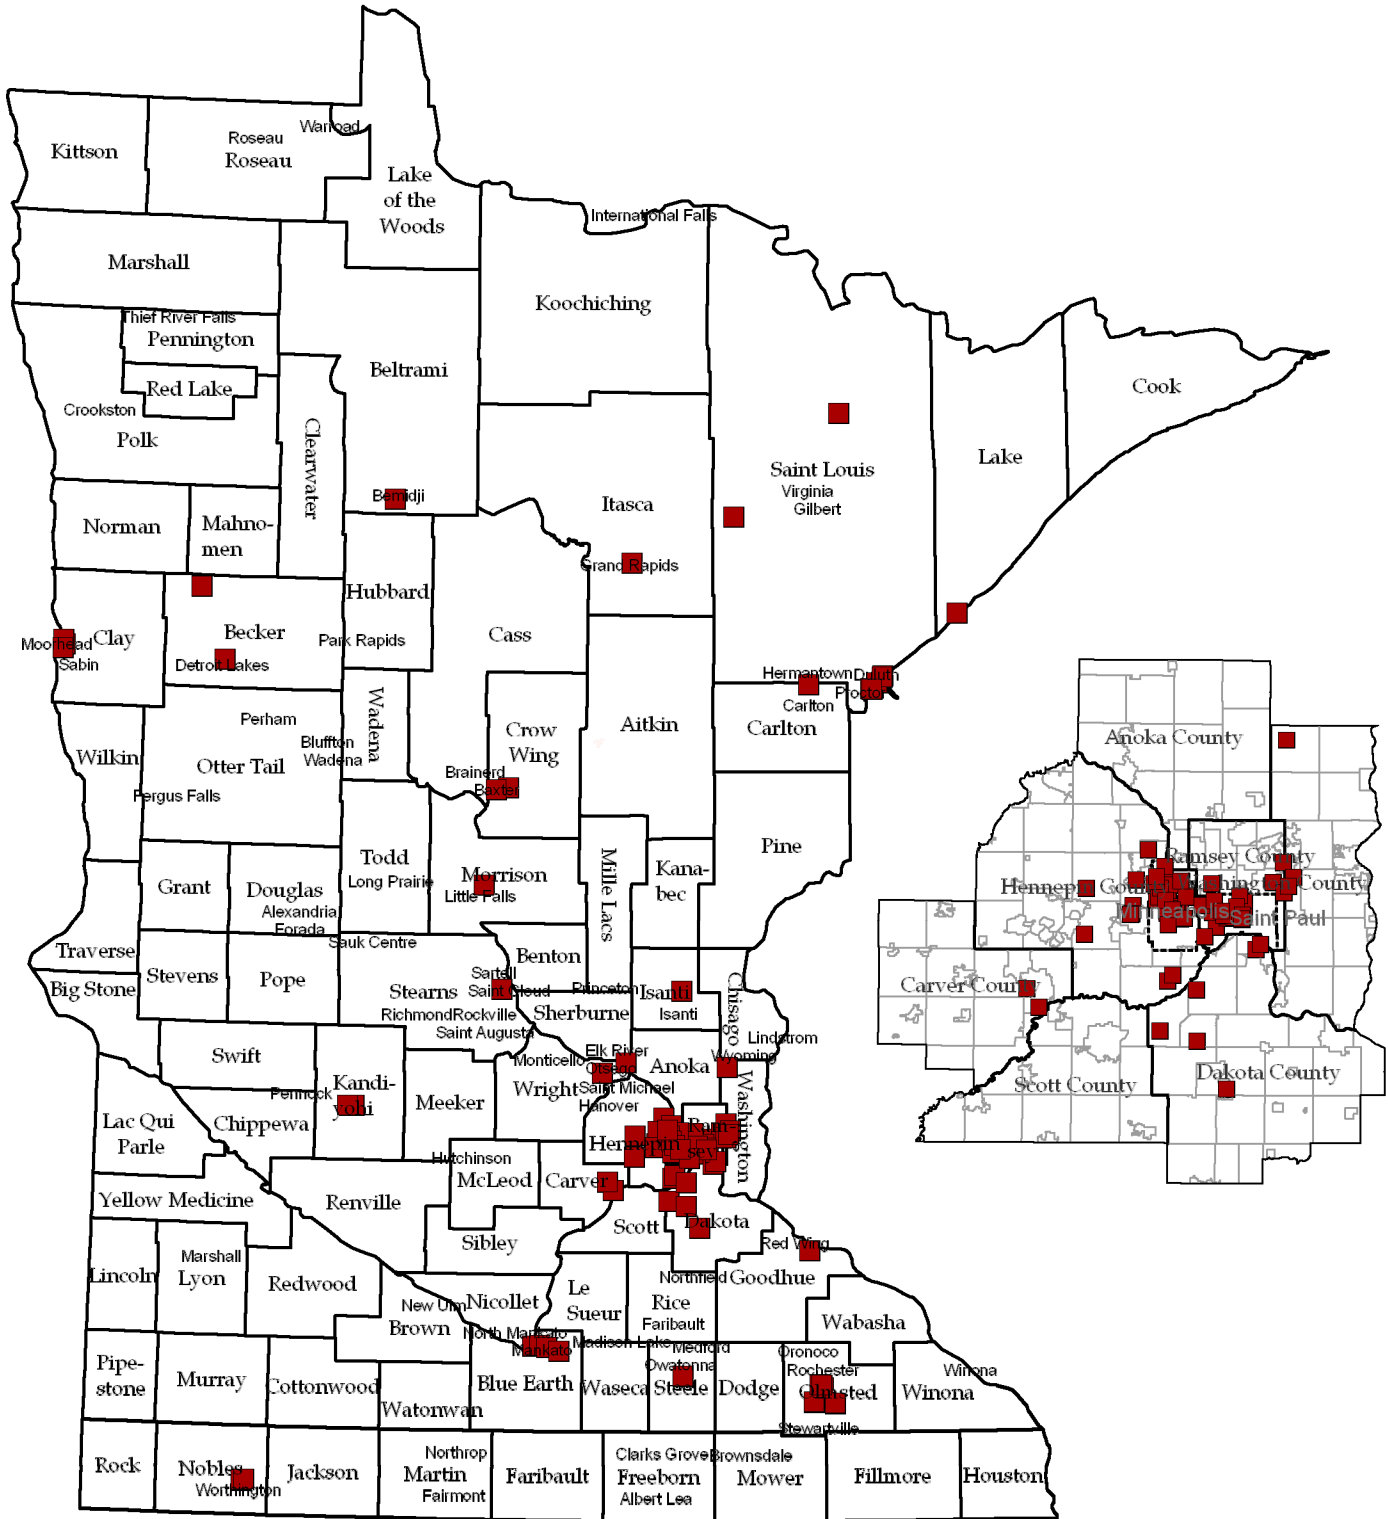 Warroad
Roseau
Kittson
Roseau
Lake
of the
Woods
International Falls
Marshall
Koochiching
Thief River Falls
Pennington
Beltrami
Red Lake
Cook
Crookston
Polk
Clearwater
Lake
Saint Louis
Virginia
Gilbert
Bemidji
Itasca
Norman
Mahno-
men
Grand Rapids
Hubbard
Cass
Becker
Clay
Moorhead
Sabin
Park Rapids
Detroit Lakes
Hermantown
Duluth
Proctor
Carlton
Carlton
Wadena
Perham
Aitkin
Crow
Wing
Bluffton
Wadena
Wilkin
Otter Tail
Brainerd
Baxter
Fergus Falls
Anoka County
Pine
Todd
Mille Lacs
Kana-
bec
Grant
Douglas
Long Prairie
Morrison
Little Falls
Ramsey County
Hennepin County
Washington County
Minneapolis
Saint Paul
Alexandria
Forada
Sauk Centre
Traverse
Stevens
Pope
Benton
Big Stone
Sartell
Saint Cloud
Princeton
Isanti
Isanti
Chisago
Stearns
Richmond
Rockville
Sherburne
Saint Augusta
Carver County
Lindstrom
Swift
Elk River
Wyoming
Monticello
Otsego
Anoka
Saint Michael
Hanover
Wright
Washington
Kandi-
yohi
Pennock
Meeker
Scott County
Dakota County
Lac Qui
Parle
Chippewa
Hennepin
Ram-
sey
Hutchinson
McLeod
Carver
Yellow Medicine
Renville
Scott
Dakota
Sibley
Red Wing
Marshall
Lyon
Lincoln
Redwood
Le
Sueur
Northfield
Goodhue
Nicollet
New Ulm
Brown
Rice
Faribault
Wabasha
North Mankato
Mankato
Madison Lake
Medford
Owatonna
Oronoco
Rochester
Winona
Pipe-
stone
Murray
Cottonwood
Watonwan
Blue Earth
Waseca
Steele
Dodge
Olmsted
Winona
Stewartville
Rock
Nobles
Worthington
Jackson
Northrop
Martin
Fairmont
Faribault
Clarks Grove
Freeborn
Albert Lea
Brownsdale
Mower
Fillmore
Houston